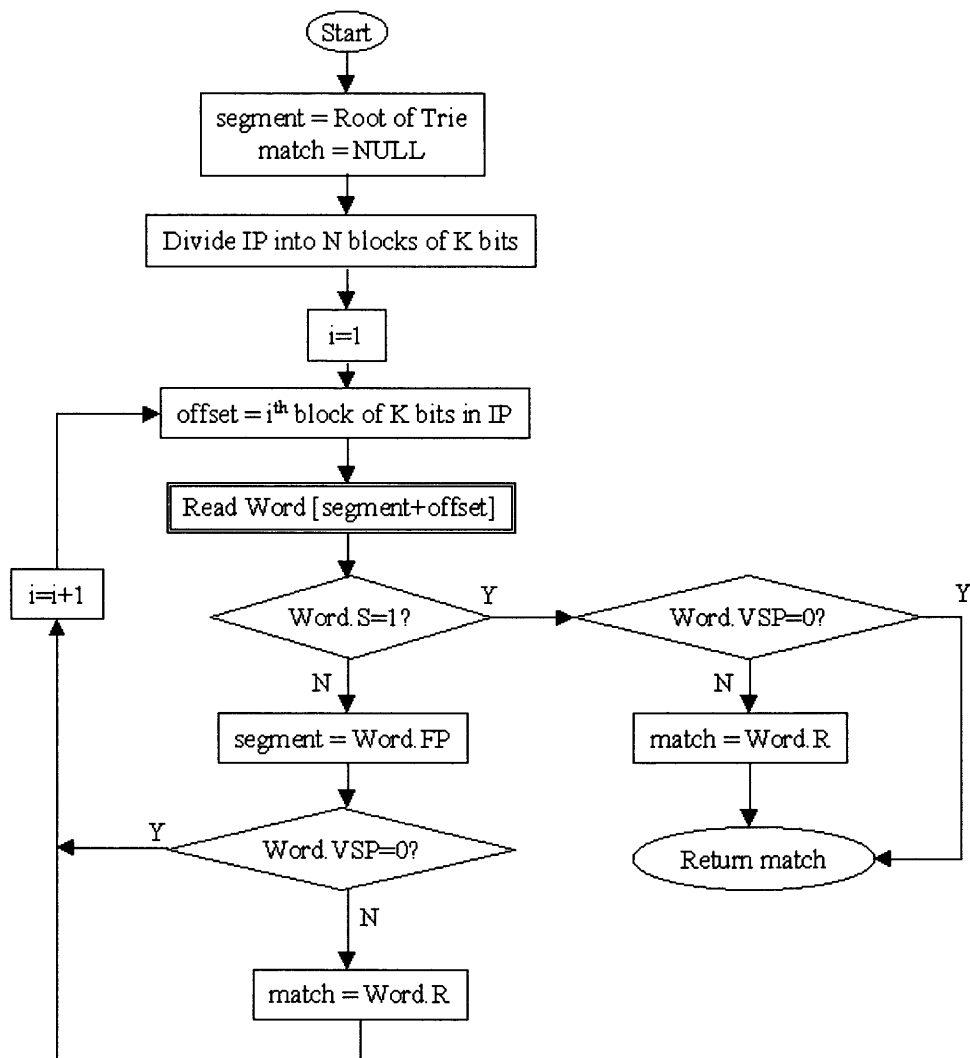 Start
segment = Root of Trie
match = NULL
Divide IP into N blocks of K bits
i=1
offset = iᵗʰ block of K bits in IP
Read Word [segment+offset]
i=i+1
Word.S=1?
Y
Word.VSP=0?
Y
N
N
segment = Word.FP
match = Word.R
Y
Word.VSP=0?
Return match
N
match = Word.R